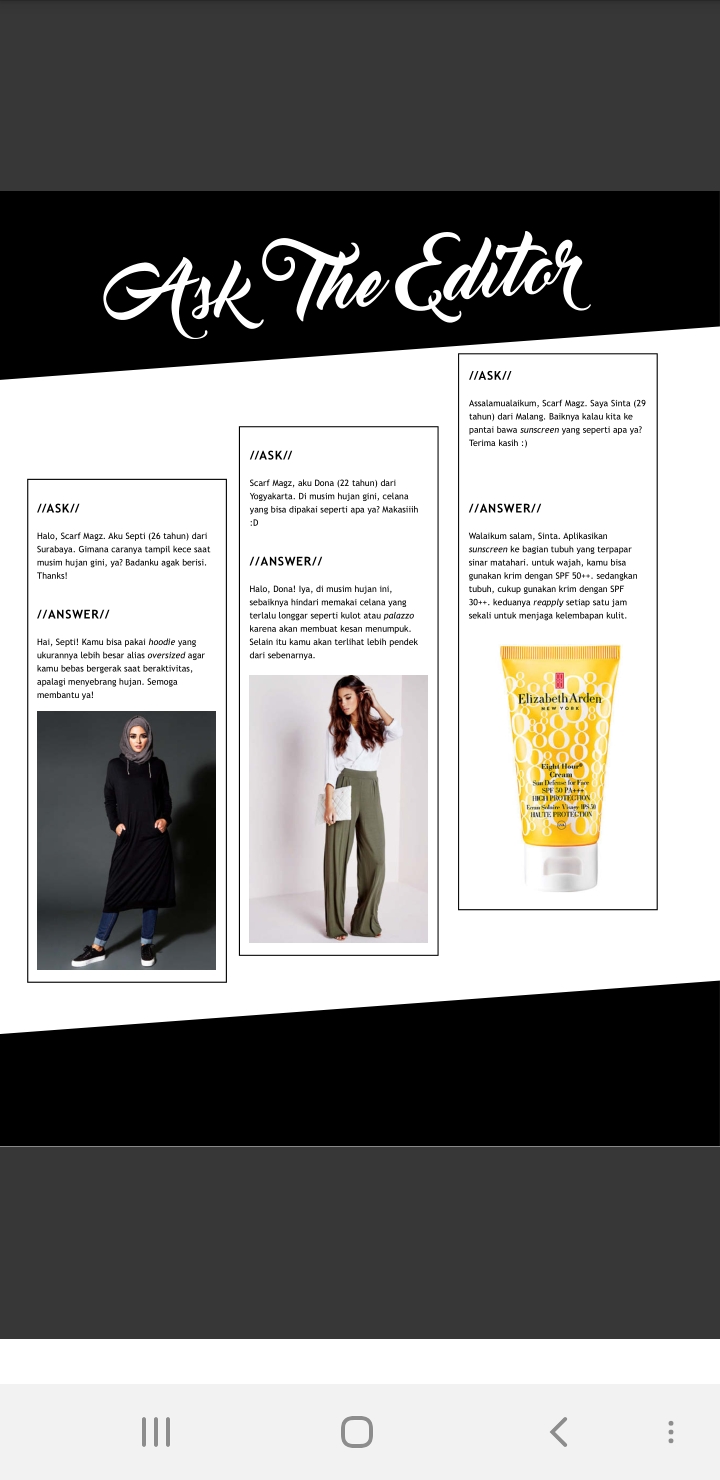 Ask The Editor
//ASK//
Halo, Scarf Magz. Aku Septi (26 tahun) dari
Surabaya. Gimana caranya tampil kece saat
musim hujan gini, ya? Badanku agak berisi.
Thanks!
//ANSWER//
Hai, Septi! Kamu bisa pakai hoodie yang
ukurannya lebih besar alias oversized agar
kamu bebas bergerak saat beraktivitas,
apalagi menyebrang hujan. Semoga
membantu ya!
//ASK//
Scarf Magz, aku Dona (22 tahun) dari
Yogyakarta. Di musim hujan gini, celana
yang bisa dipakai seperti apa ya? Makasiiih
:D
//ANSWER//
Halo, Dona! Iya, di musim hujan ini,
sebaiknya hindari memakai celana yang
terlalu longgar seperti kulot atau palazzo
karena akan membuat kesan menumpuk.
Selain itu kamu akan terlihat lebih pendek
dari sebenarnya.
//ASK//
Assalamualaikum, Scarf Magz. Saya Sinta (29
tahun) dari Malang. Baiknya kalau kita ke
pantai bawa sunscreen yang seperti apa ya?
Terima kasih :)
//ANSWER//
Walaikum salam, Sinta. Aplikasikan
sunscreen ke bagian tubuh yang terpapar
sinar matahari. untuk wajah, kamu bisa
gunakan krim dengan SPF 50++. sedangkan
tubuh, cukup gunakan krim dengan SPF
30++. keduanya reapply setiap satu jam
sekali untuk menjaga kelembapan kulit.
Elizabeth Arden
NEW YORK
Eight Hour®
Cream
Sun Defense for Face
SPF 50 PA+++
HIGH PROTECTION
Ecran Solaire Visage IPS 50
HAUTE PROTECTION